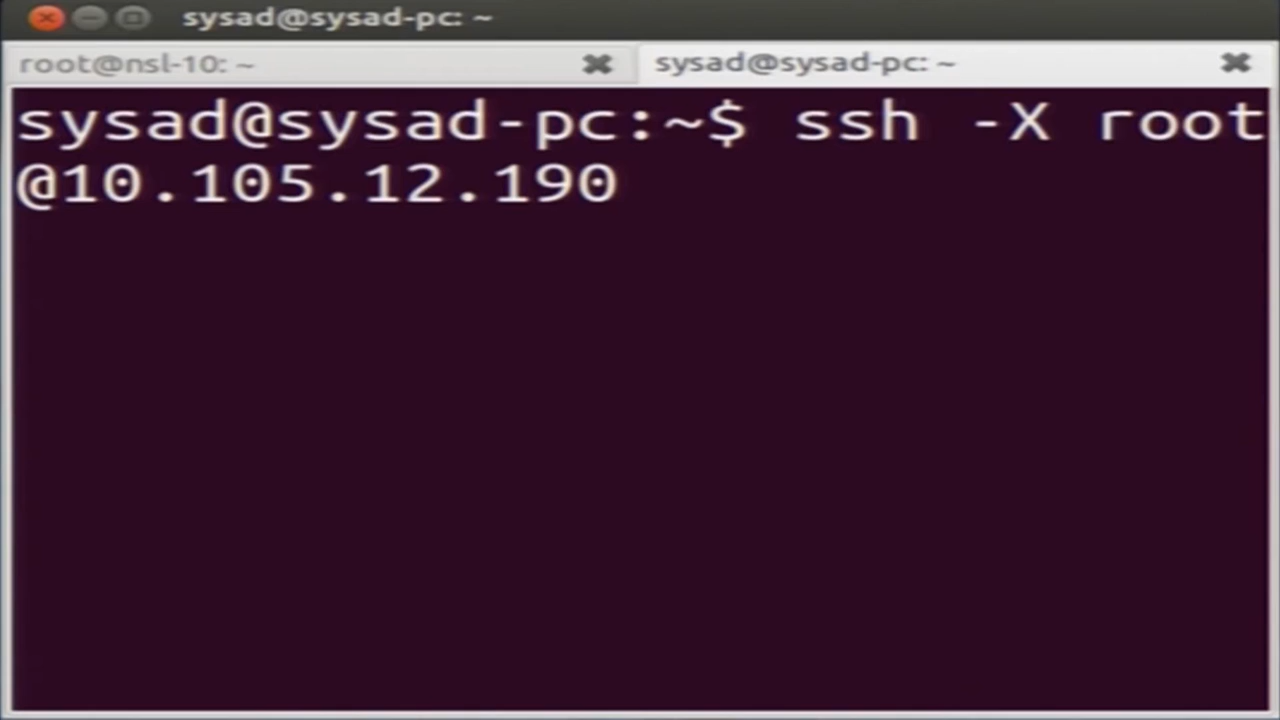 sysad@sysad-pc: ~
root@nsl-10: ~
sysad@sysad-pc: ~
sysad@sysad-pc:~$ ssh -X root
@10.105.12.190